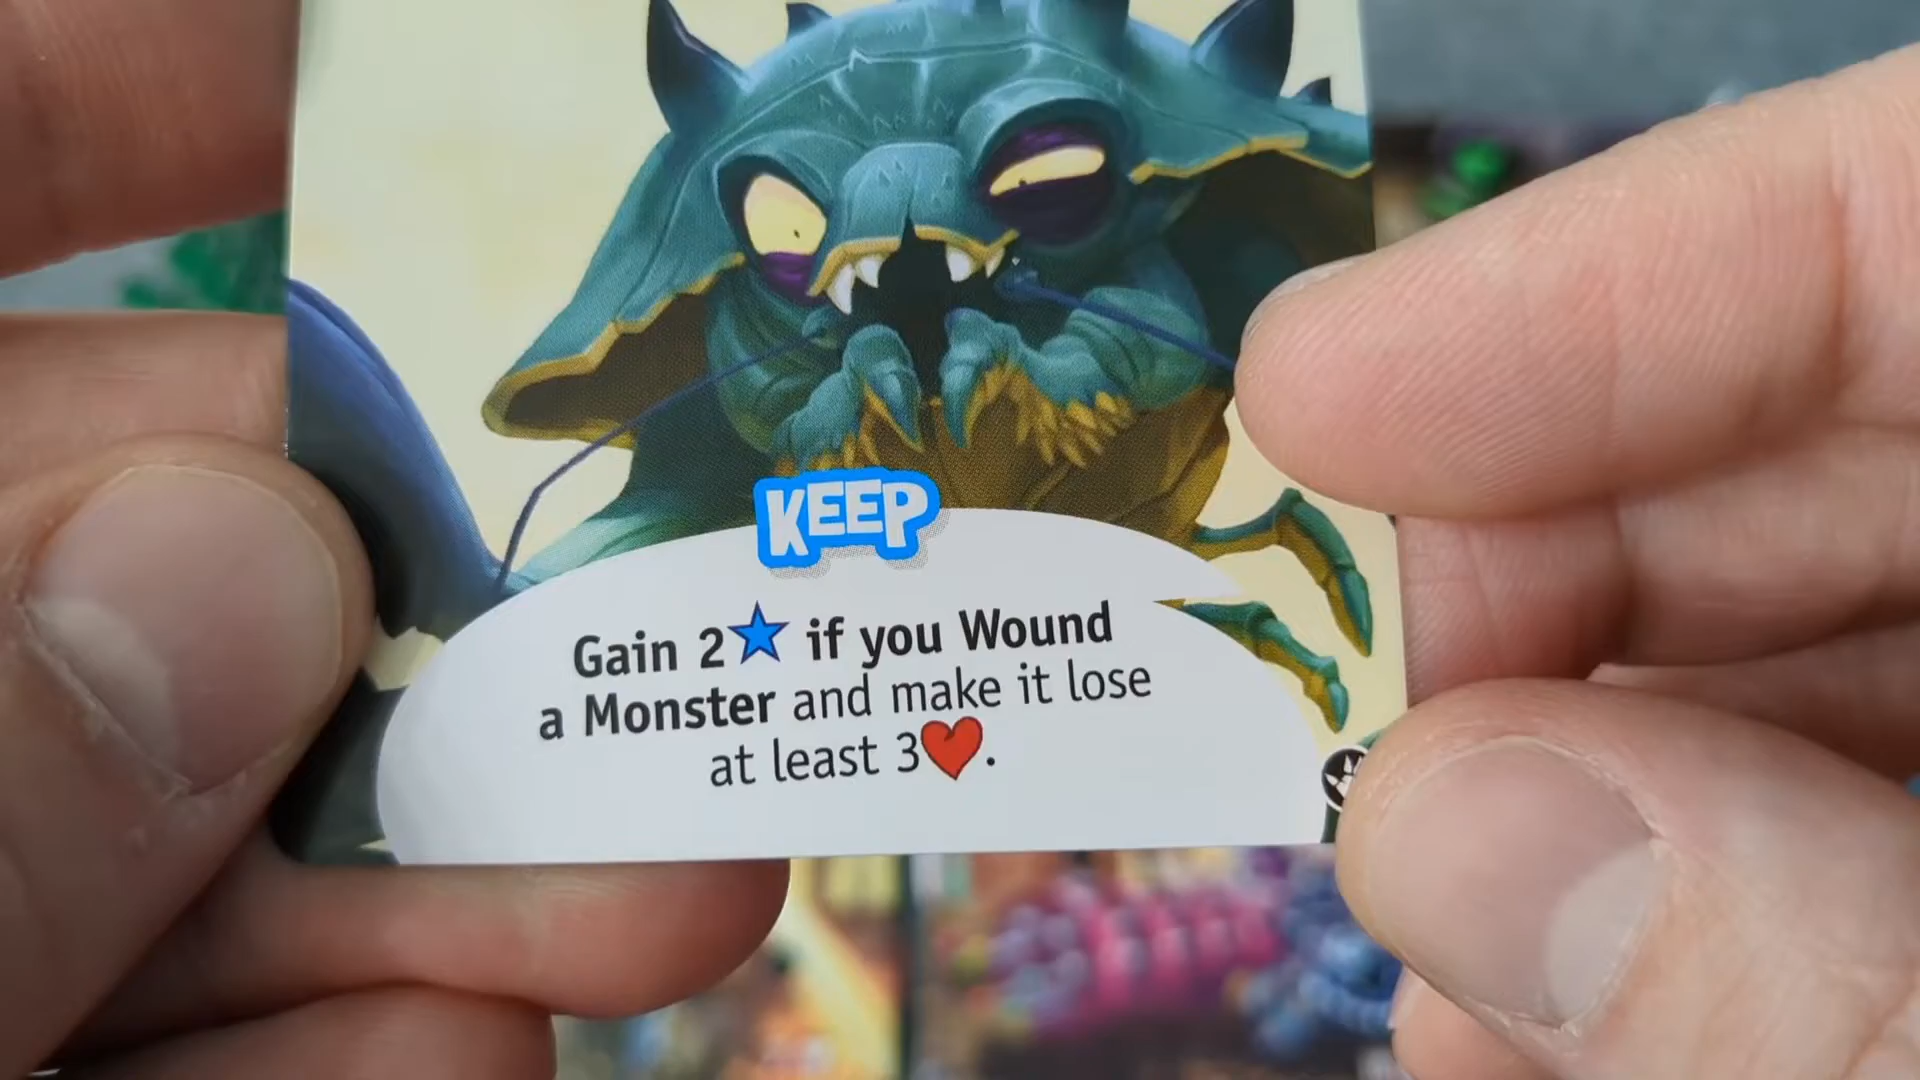 KEEP
Gain 2★ if you Wound
a Monster and make it lose
at least 3❤.